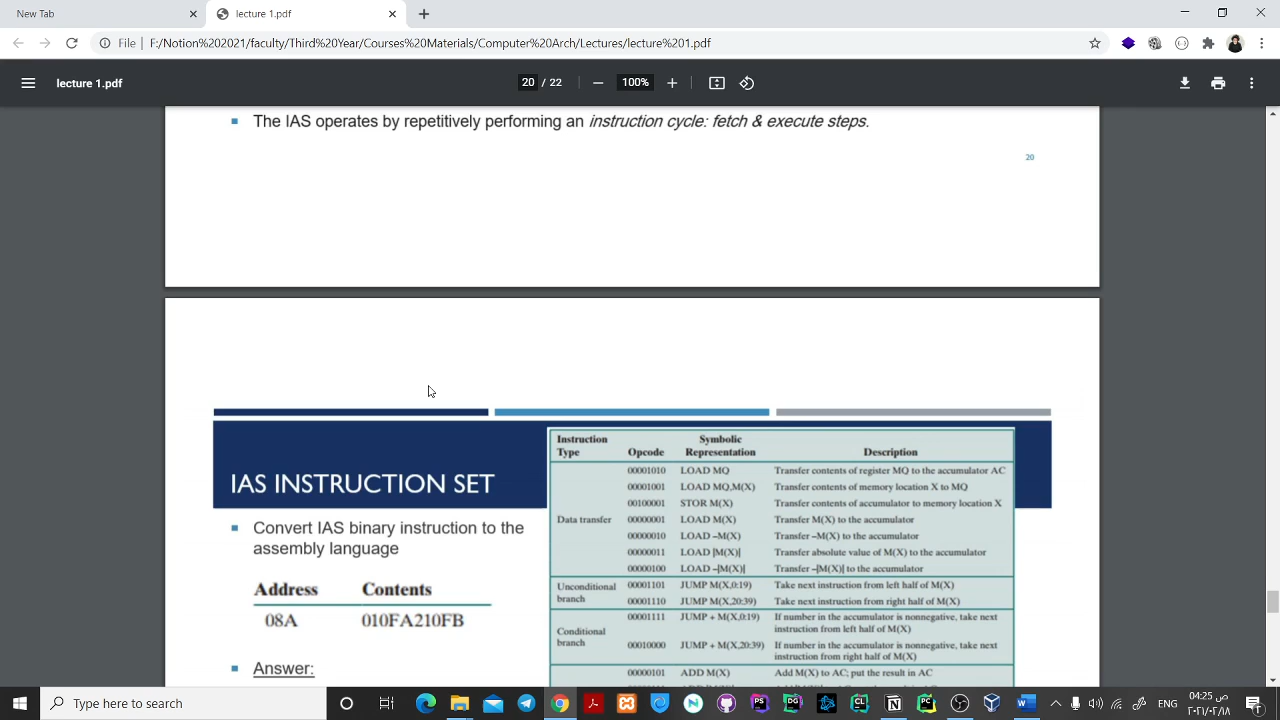 New Tab
lecture 1.pdf
File | F:/Notion%202021/faculty/Third%20Year/Courses%20Materials/Computer%20Arch/Lectures/lecture%201.pdf
lecture 1.pdf
20 / 22
100%
The IAS operates by repetitively performing an instruction cycle: fetch & execute steps.
20
IAS INSTRUCTION SET
Convert IAS binary instruction to the
assembly language
Address Contents
08A 010FA210FB
Answer:
Instruction Type Opcode Symbolic Representation Description
Data transfer
00001010 LOAD MQ Transfer contents of register MQ to the accumulator AC
00001001 LOAD MQ,M(X) Transfer contents of memory location X to MQ
00100001 STOR M(X) Transfer contents of accumulator to memory location X
00000001 LOAD M(X) Transfer M(X) to the accumulator
00000010 LOAD –M(X) Transfer –M(X) to the accumulator
00000011 LOAD |M(X)| Transfer absolute value of M(X) to the accumulator
00000100 LOAD –|M(X)| Transfer –|M(X)| to the accumulator
Unconditional branch
00001101 JUMP M(X,0:19) Take next instruction from left half of M(X)
00001110 JUMP M(X,20:39) Take next instruction from right half of M(X)
Conditional branch
00001111 JUMP + M(X,0:19) If number in the accumulator is nonnegative, take next
instruction from left half of M(X)
00010000 JUMP + M(X,20:39) If number in the accumulator is nonnegative, take next
instruction from right half of M(X)
00000101 ADD M(X) Add M(X) to AC; put the result in AC
Type here to search
PS
DG
CL
PC
ENG
04:25